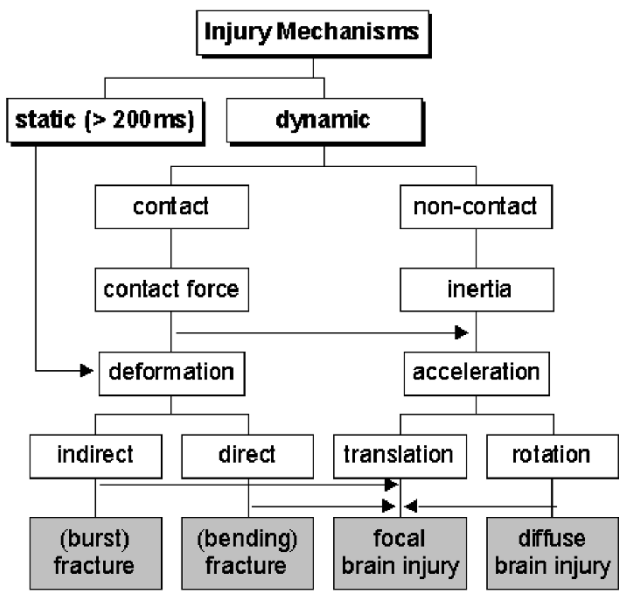 Injury Mechanisms
static (> 200ms)
dynamic
contact
non-contact
contact force
inertia
deformation
acceleration
indirect
direct
translation
rotation
(burst)
fracture
(bending)
fracture
focal
brain injury
diffuse
brain injury